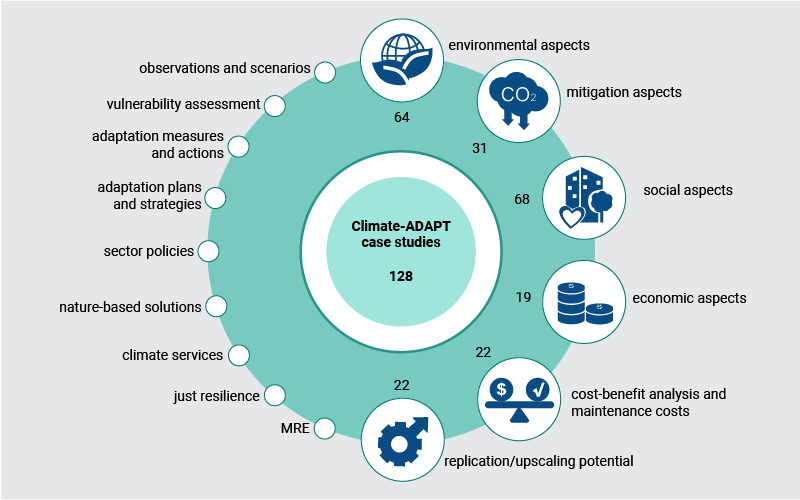 environmental aspects
observations and scenarios
mitigation aspects
CO₂
vulnerability assessment
64
adaptation measures
and actions
31
social aspects
adaptation plans
and strategies
68
Climate-ADAPT
case studies
128
sector policies
nature-based solutions
19
economic aspects
$
$
climate services
22
just resilience
22
$
cost-benefit analysis and
maintenance costs
MRE
replication/upscaling potential